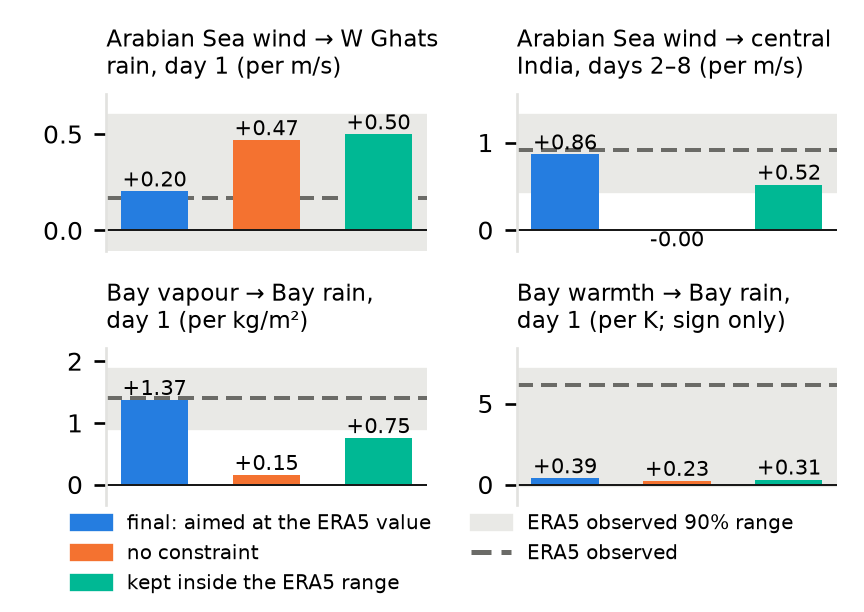 Arabian Sea wind → W Ghats
rain, day 1 (per m/s)
0.5
0.0
+0.20
+0.47
+0.50
Arabian Sea wind → central
India, days 2–8 (per m/s)
1
0
+0.86
-0.00
+0.52
Bay vapour → Bay rain,
day 1 (per kg/m²)
2
1
0
+1.37
+0.15
+0.75
Bay warmth → Bay rain,
day 1 (per K; sign only)
5
0
+0.39
+0.23
+0.31
final: aimed at the ERA5 value
no constraint
kept inside the ERA5 range
ERA5 observed 90% range
ERA5 observed